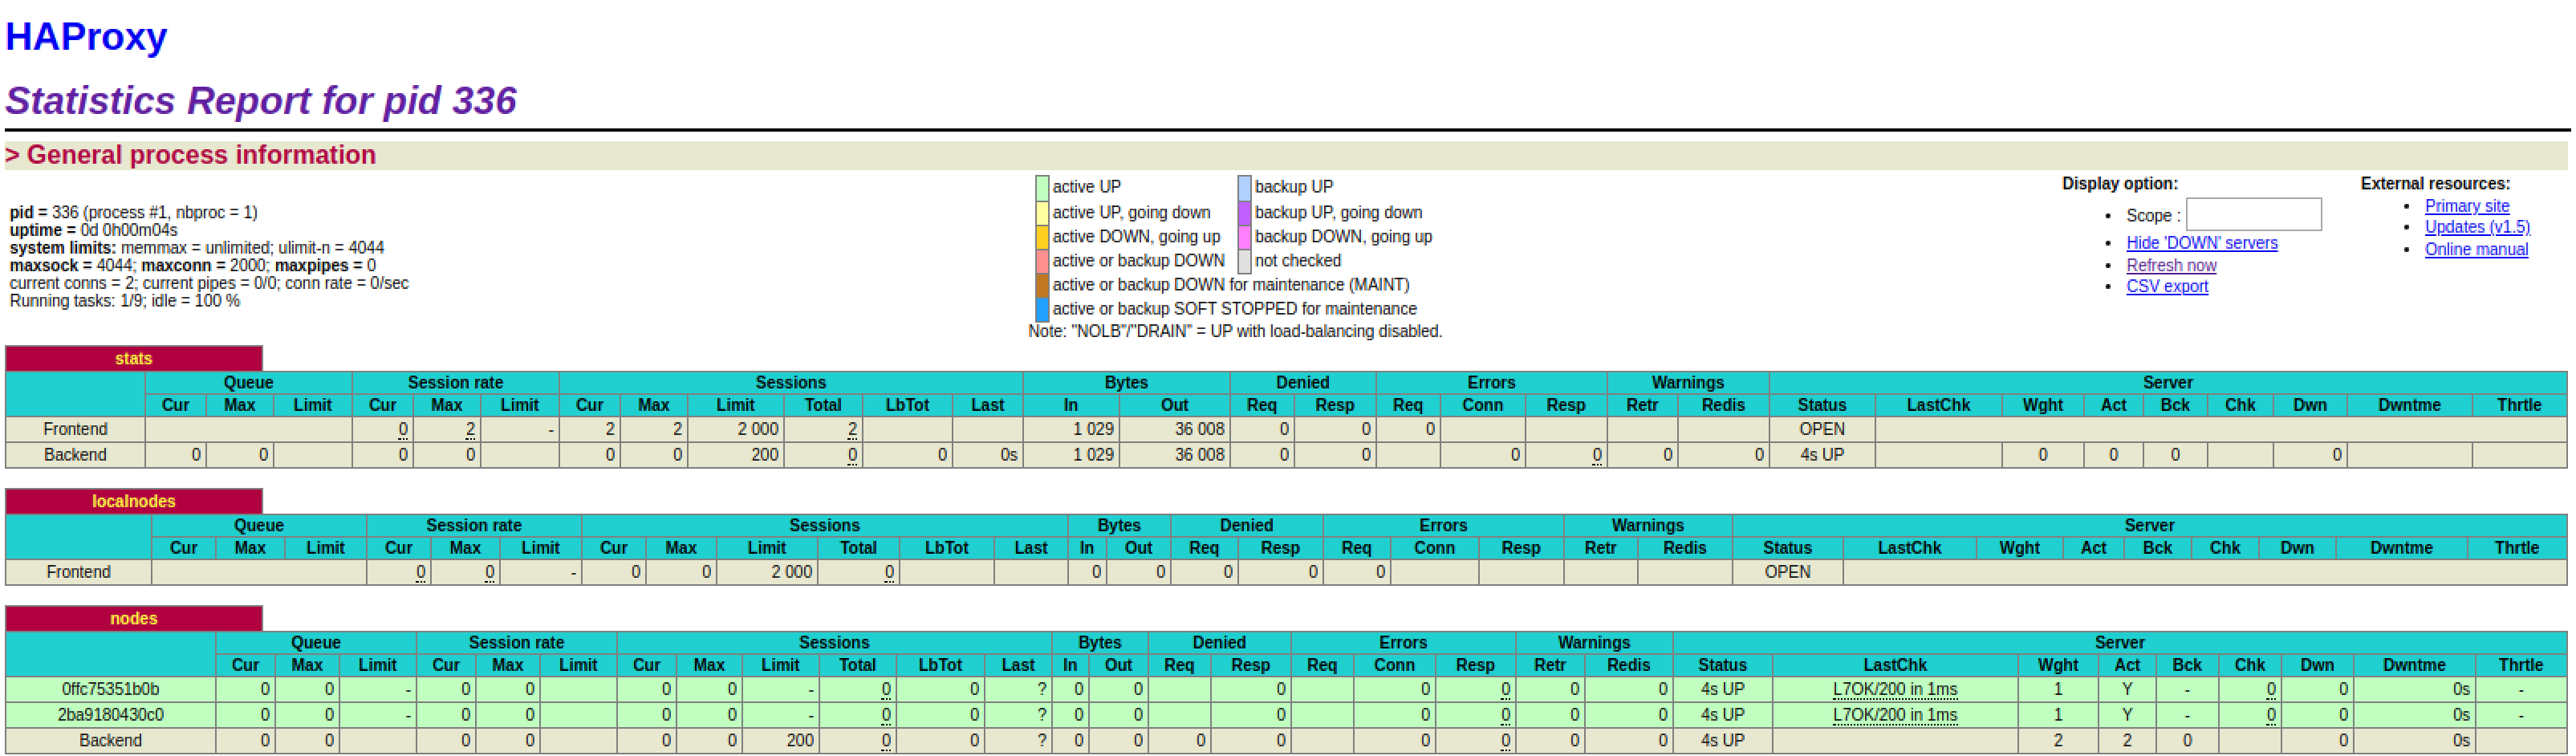 HAProxy
Statistics Report for pid 336
> General process information
pid = 336 (process #1, nbproc = 1)
uptime = 0d 0h00m04s
system limits: memmax = unlimited; ulimit-n = 4044
maxsock = 4044; maxconn = 2000; maxpipes = 0
current conns = 2; current pipes = 0/0; conn rate = 0/sec
Running tasks: 1/9; idle = 100 %
active UP backup UP
active UP, going down backup UP, going down
active DOWN, going up backup DOWN, going up
active or backup DOWN not checked
active or backup DOWN for maintenance (MAINT)
active or backup SOFT STOPPED for maintenance
Note: "NOLB"/"DRAIN" = UP with load-balancing disabled.
Display option:
• Scope :
• Hide 'DOWN' servers
• Refresh now
• CSV export
External resources:
• Primary site
• Updates (v1.5)
• Online manual
stats
Queue Session rate Sessions Bytes Denied Errors Warnings Server
Cur Max Limit Cur Max Limit Cur Max Limit Total LbTot Last In Out Req Resp Req Conn Resp Retr Redis Status LastChk Wght Act Bck Chk Dwn Dwntme Thrtle
Frontend 0 2 - 2 2 2 000 2 1 029 36 008 0 0 0 OPEN
Backend 0 0 0 0 0 0 200 0 0 0s 1 029 36 008 0 0 0 0 0 0 4s UP 0 0 0 0
localnodes
Queue Session rate Sessions Bytes Denied Errors Warnings Server
Cur Max Limit Cur Max Limit Cur Max Limit Total LbTot Last In Out Req Resp Req Conn Resp Retr Redis Status LastChk Wght Act Bck Chk Dwn Dwntme Thrtle
Frontend 0 0 - 0 0 2 000 0 0 0 0 0 0 OPEN
nodes
Queue Session rate Sessions Bytes Denied Errors Warnings Server
Cur Max Limit Cur Max Limit Cur Max Limit Total LbTot Last In Out Req Resp Req Conn Resp Retr Redis Status LastChk Wght Act Bck Chk Dwn Dwntme Thrtle
0ffc75351b0b 0 0 - 0 0 0 0 - 0 0 ? 0 0 0 0 0 0 0 4s UP L7OK/200 in 1ms 1 Y - 0 0 0s -
2ba9180430c0 0 0 - 0 0 0 0 - 0 0 ? 0 0 0 0 0 0 0 4s UP L7OK/200 in 1ms 1 Y - 0 0 0s -
Backend 0 0 0 0 0 0 200 0 0 ? 0 0 0 0 0 0 0 0 4s UP 2 2 0 0 0s